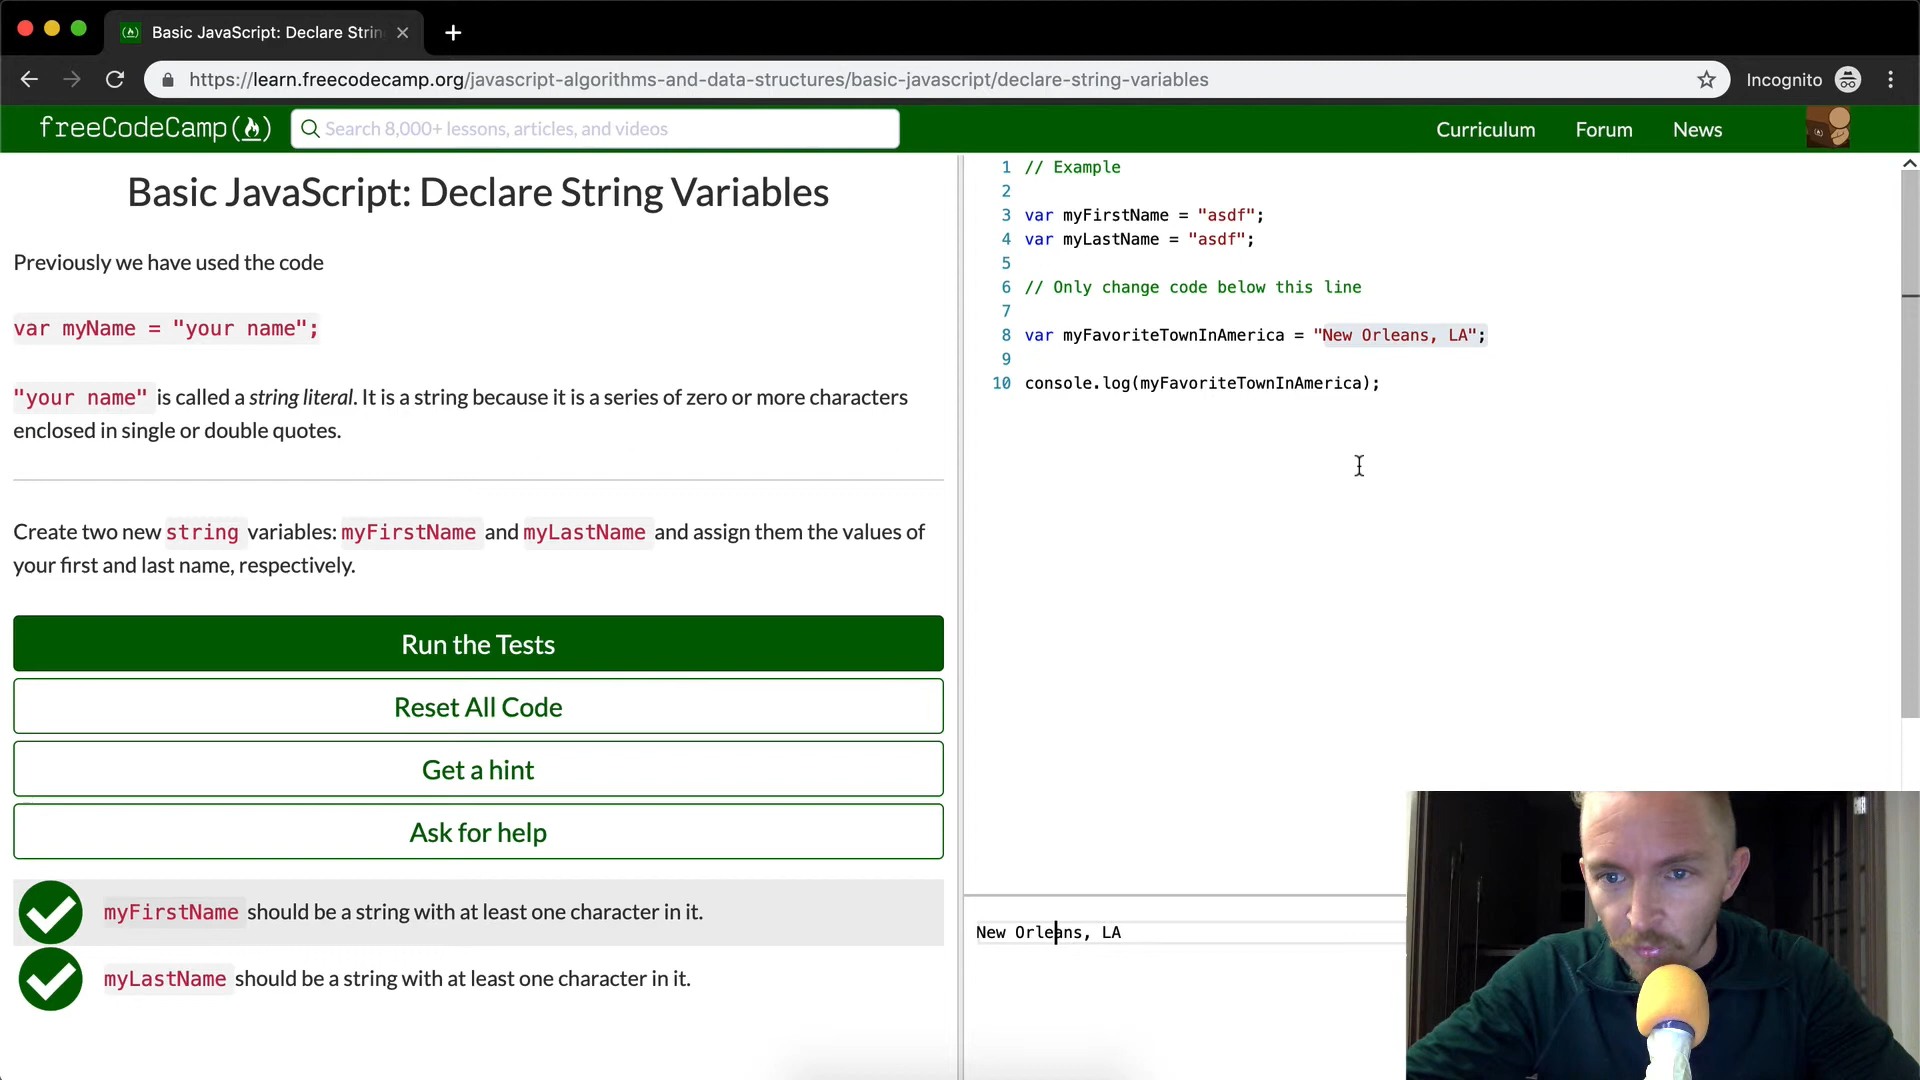 Basic JavaScript: Declare Strin
https://learn.freecodecamp.org/javascript-algorithms-and-data-structures/basic-javascript/declare-string-variables
Incognito
freeCodeCamp
Search 8,000+ lessons, articles, and videos
Curriculum
Forum
News
Basic JavaScript: Declare String Variables
Previously we have used the code
var myName = "your name";
"your name" is called a string literal. It is a string because it is a series of zero or more characters
enclosed in single or double quotes.
Create two new string variables: myFirstName and myLastName and assign them the values of
your first and last name, respectively.
Run the Tests
Reset All Code
Get a hint
Ask for help
myFirstName should be a string with at least one character in it.
myLastName should be a string with at least one character in it.
1 // Example
2
3 var myFirstName = "asdf";
4 var myLastName = "asdf";
5
6 // Only change code below this line
7
8 var myFavoriteTownInAmerica = "New Orleans, LA";
9
10 console.log(myFavoriteTownInAmerica);
New Orleans, LA